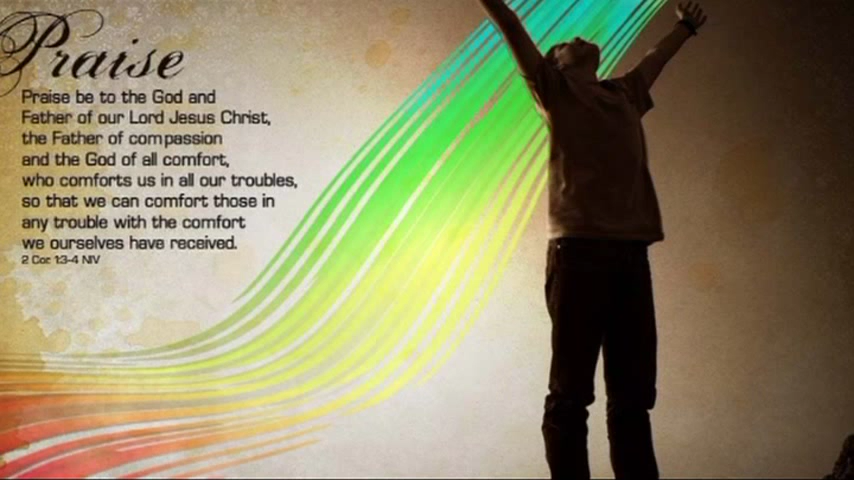 Praise
Praise be to the God and
Father of our Lord Jesus Christ,
the Father of compassion
and the God of all comfort,
who comforts us in all our troubles,
so that we can comfort those in
any trouble with the comfort
we ourselves have received.
2 Cor. 1:3-4 NIV